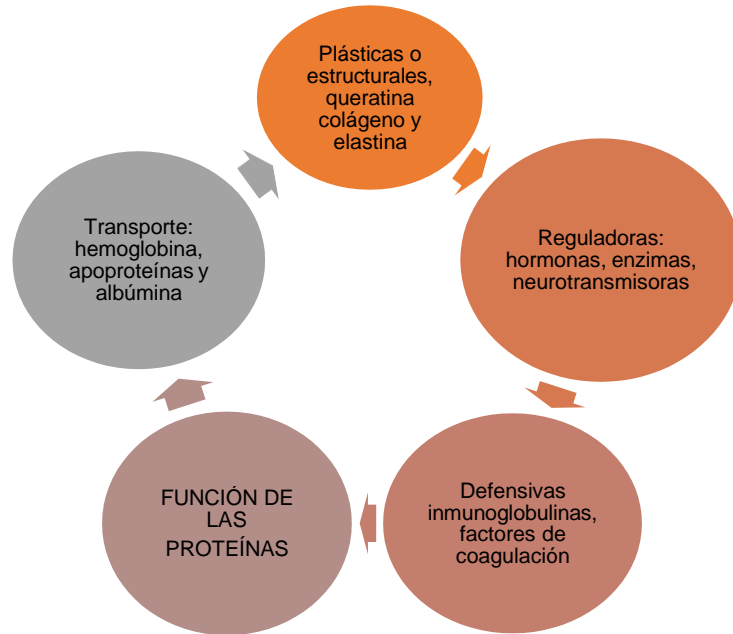 Plásticas o
estructurales,
queratina
colágeno y
elastina
Reguladoras:
hormonas, enzimas,
neurotransmisoras
Defensivas
inmunoglobulinas,
factores de
coagulación
FUNCIÓN DE
LAS
PROTEÍNAS
Transporte:
hemoglobina,
apoproteínas y
albúmina